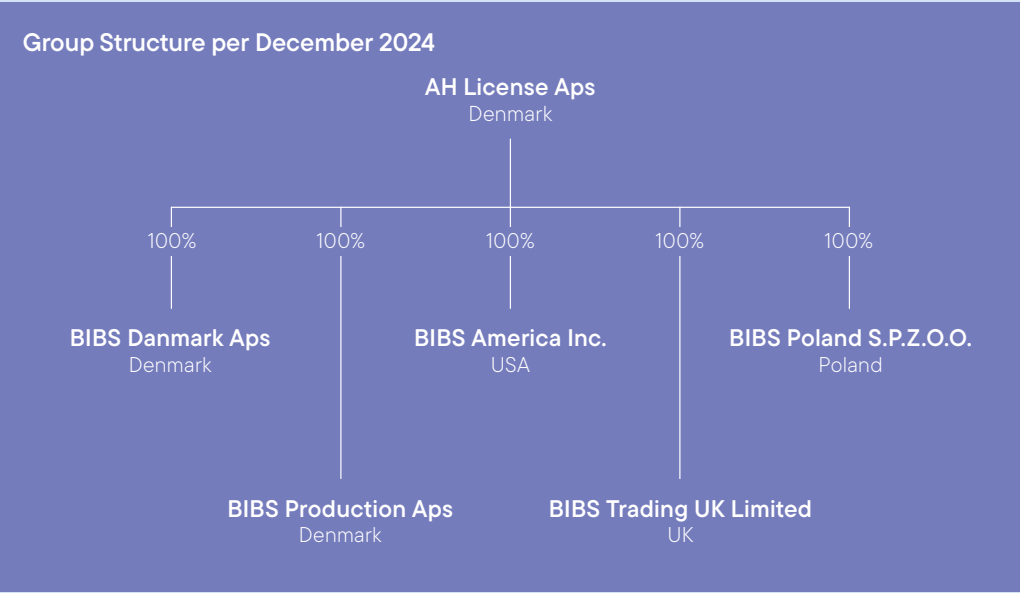 Group Structure per December 2024
AH License Aps
Denmark
100%
100%
100%
100%
100%
BIBS Danmark Aps
Denmark
BIBS America Inc.
USA
BIBS Poland S.P.Z.O.O.
Poland
BIBS Production Aps
Denmark
BIBS Trading UK Limited
UK